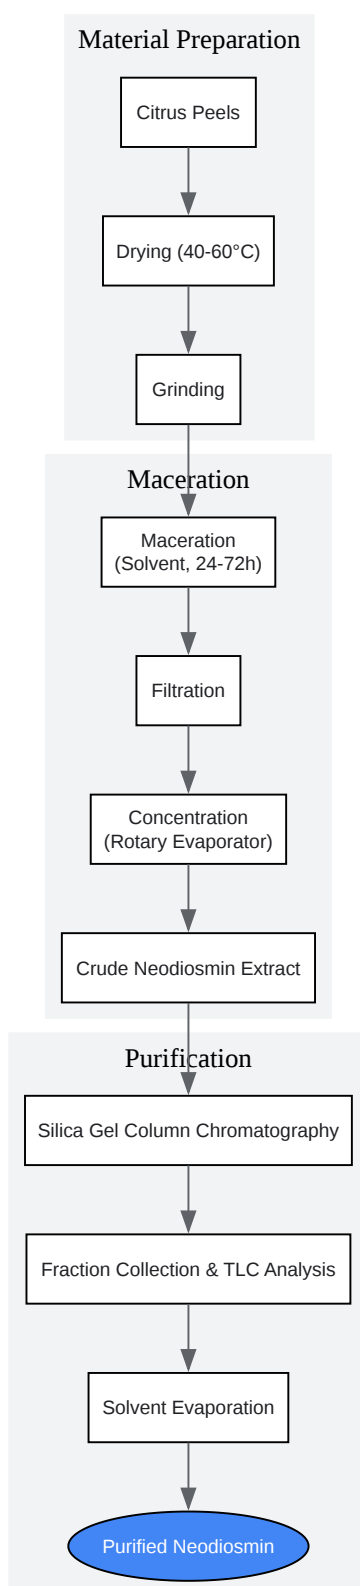 Material Preparation
Citrus Peels
Drying (40-60°C)
Grinding
Maceration
Maceration
(Solvent, 24-72h)
Filtration
Concentration
(Rotary Evaporator)
Crude Neodiosmin Extract
Purification
Silica Gel Column Chromatography
Fraction Collection & TLC Analysis
Solvent Evaporation
Purified Neodiosmin